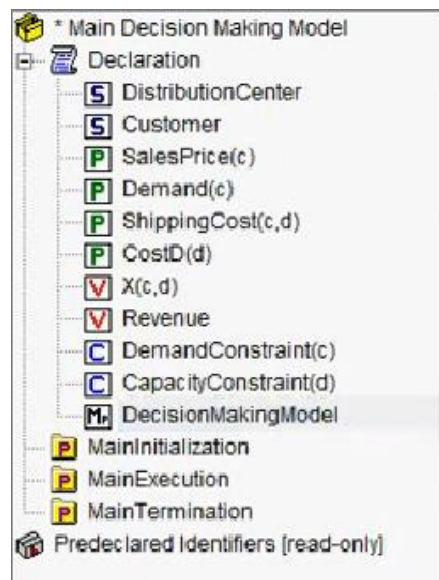 * Main Decision Making Model
Declaration
S DistributionCenter
S Customer
P SalesPrice(c)
P Demand(c)
P ShippingCost(c,d)
P CostD(d)
V X(c,d)
V Revenue
C DemandConstraint(c)
C CapacityConstraint(d)
MP DecisionMakingModel
P MainInitialization
P MainExecution
P MainTermination
Predeclared Identifiers [read-only]